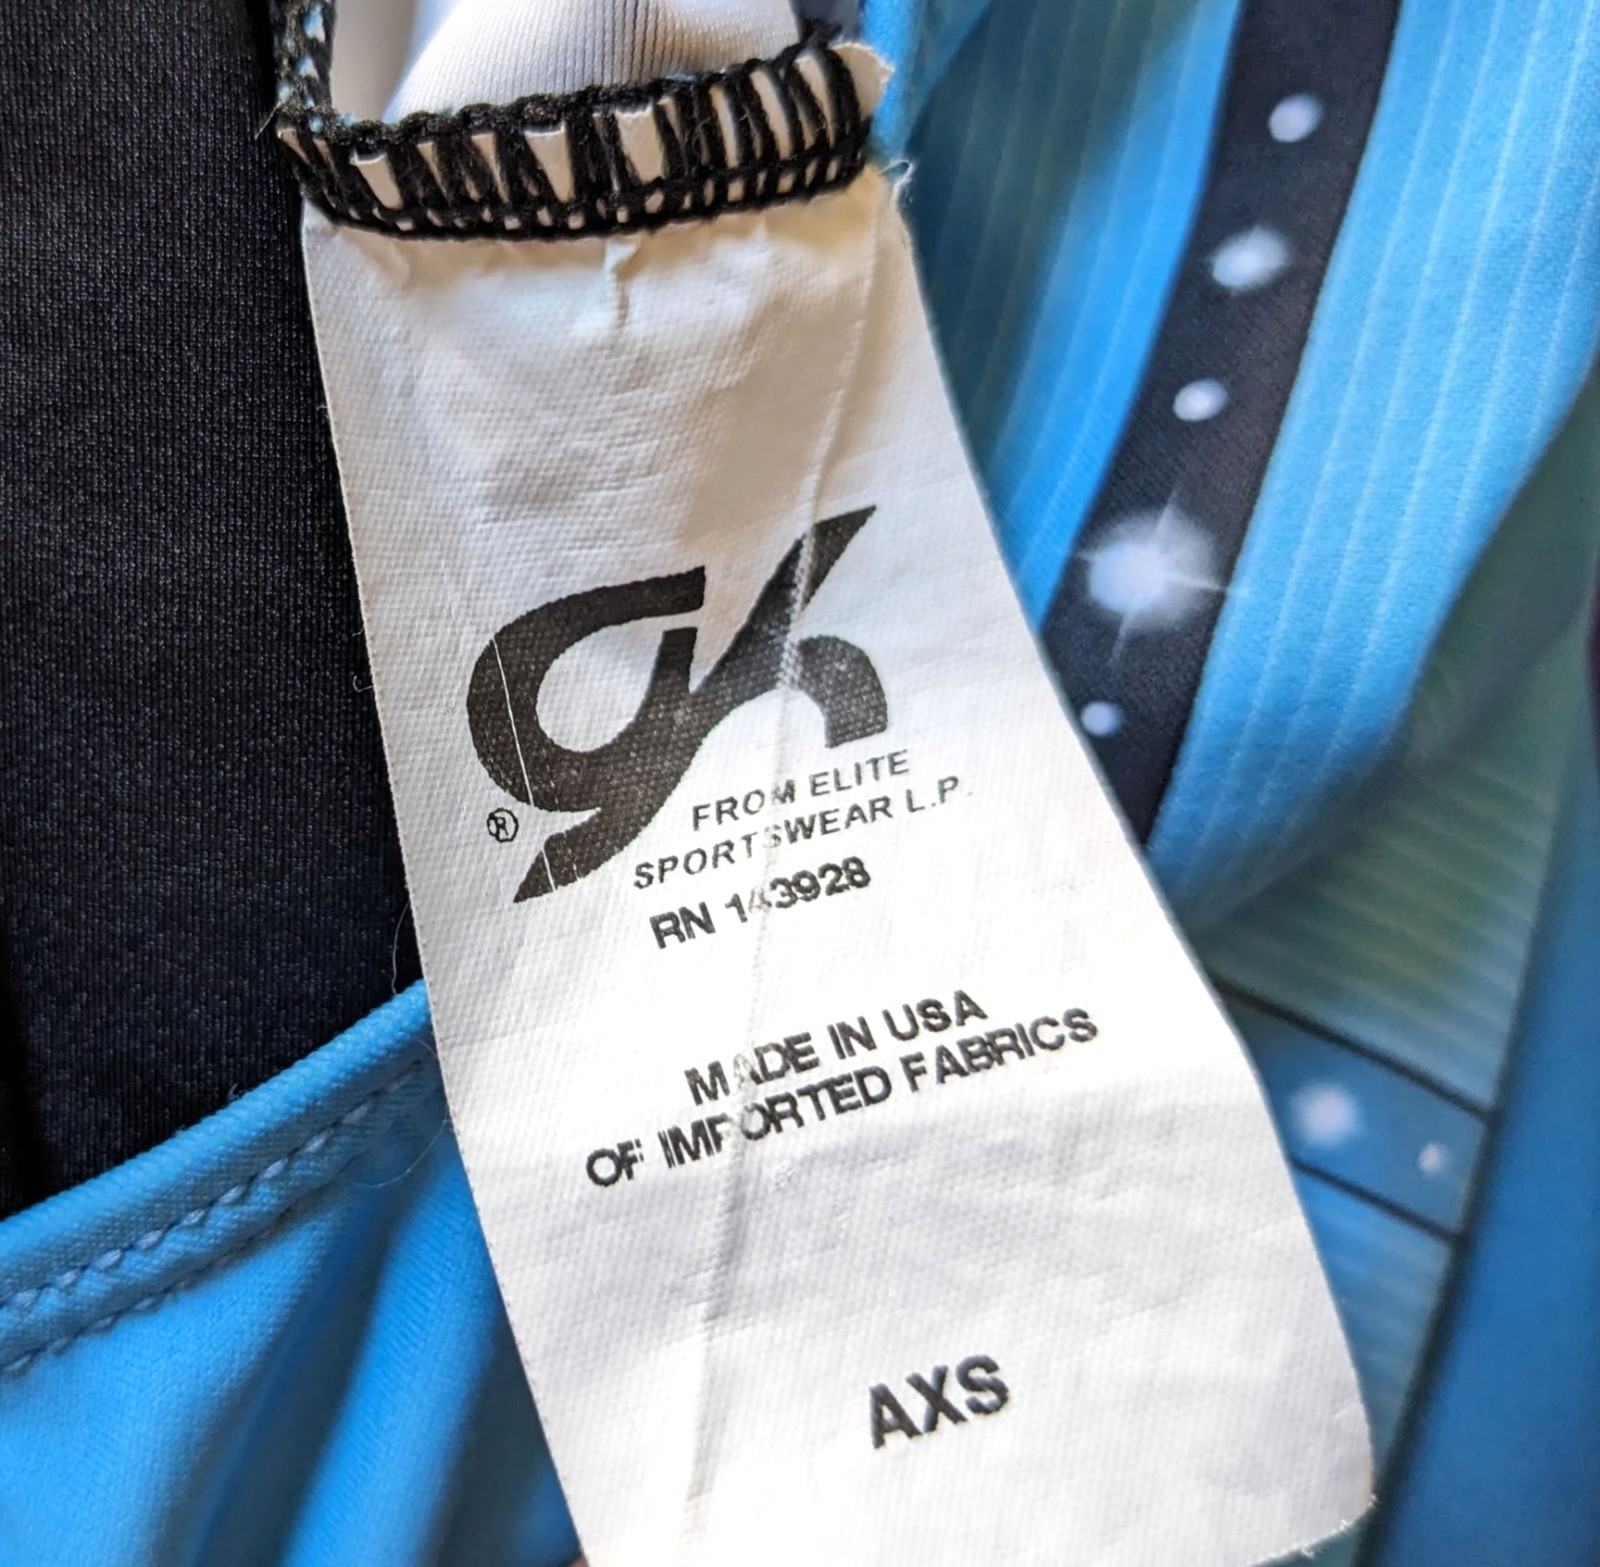 GK
®
FROM ELITE
SPORTSWEAR L.P.
RN 143928
MADE IN USA
OF IMPORTED FABRICS
AXS